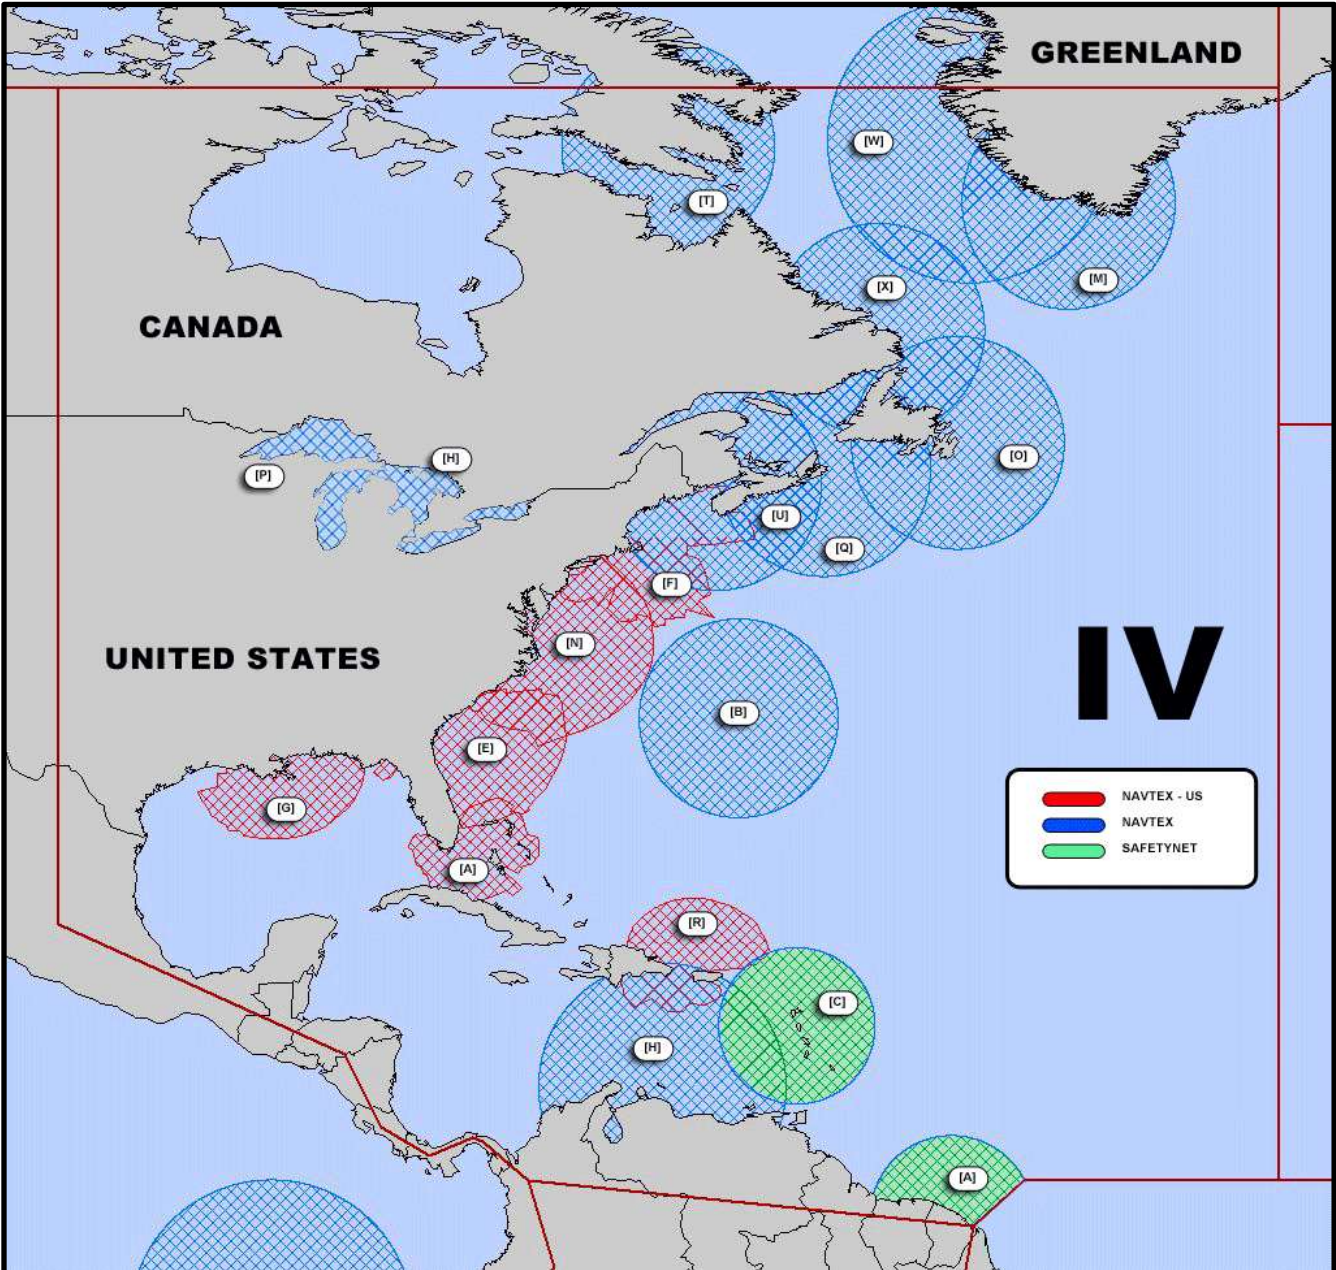 GREENLAND
[W]
[T]
[M]
[X]
CANADA
[H]
[P]
[O]
[U]
[Q]
[F]
[N]
UNITED STATES
IV
[B]
[E]
NAVTEX - US
NAVTEX
SAFETYNET
[G]
[A]
[R]
[C]
[H]
[A]